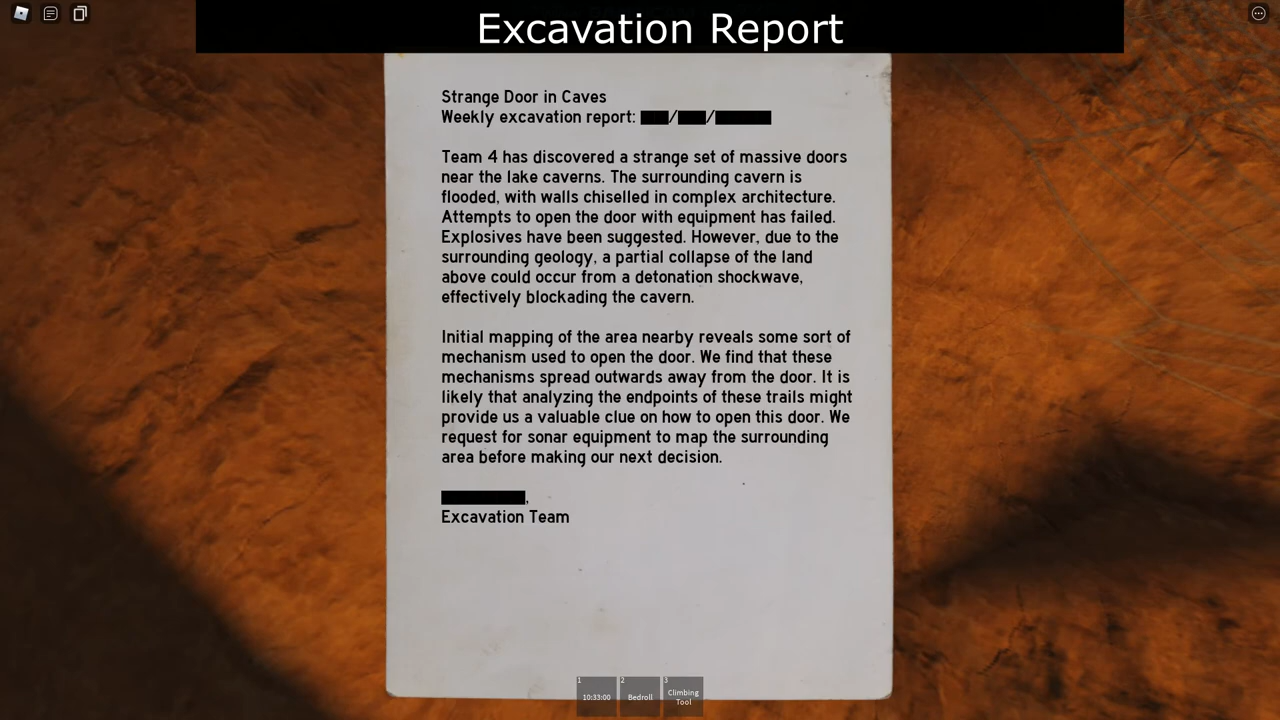 Excavation Report
Strange Door in Caves
Weekly excavation report: ███/███/██████
Team 4 has discovered a strange set of massive doors
near the lake caverns. The surrounding cavern is
flooded, with walls chiselled in complex architecture.
Attempts to open the door with equipment has failed.
Explosives have been suggested. However, due to the
surrounding geology, a partial collapse of the land
above could occur from a detonation shockwave,
effectively blockading the cavern.
Initial mapping of the area nearby reveals some sort of
mechanism used to open the door. We find that these
mechanisms spread outwards away from the door. It is
likely that analyzing the endpoints of these trails might
provide us a valuable clue on how to open this door. We
request for sonar equipment to map the surrounding
area before making our next decision.
█████████,
Excavation Team
1 2 3
10:33:00 Bedroll Climbing
Tool